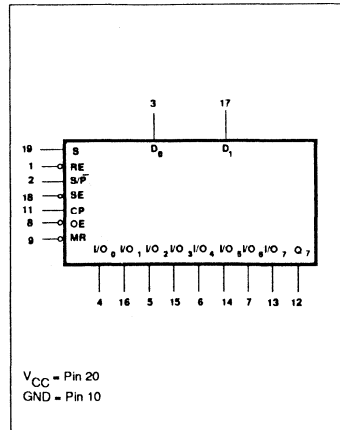 3 17
19 S D0 D1
1 RE
2 S/P̅
18 SE
11 CP
8 OE
9 MR
I/O0 I/O1 I/O2 I/O3 I/O4 I/O5 I/O6 I/O7 Q7
4 16 5 15 6 14 7 13 12
VCC = Pin 20
GND = Pin 10